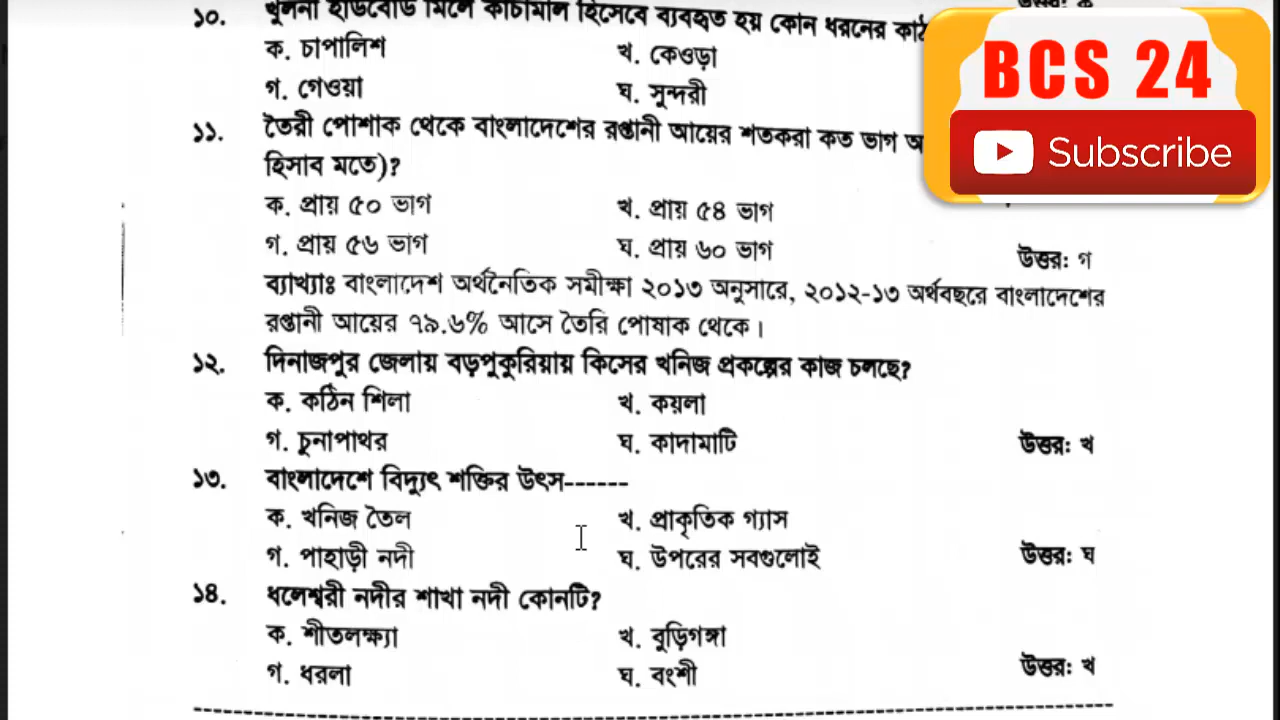 ১০. খুলনা হার্ডবোর্ড মিলে কাঁচামাল হিসেবে ব্যবহৃত হয় কোন ধরনের
ক. চাপালিশ খ. কেওড়া
গ. গেওয়া ঘ. সুন্দরী
১১. তৈরী পোশাক থেকে বাংলাদেশের রপ্তানী আয়ের শতকরা কত ভাগ
হিসাব মতে)?
ক. প্রায় ৫০ ভাগ খ. প্রায় ৫৪ ভাগ
গ. প্রায় ৫৬ ভাগ ঘ. প্রায় ৬০ ভাগ উত্তর: গ
ব্যাখ্যাঃ বাংলাদেশ অর্থনৈতিক সমীক্ষা ২০১৩ অনুসারে, ২০১২-১৩ অর্থবছরে বাংলাদেশের
রপ্তানী আয়ের ৭৯.৬% আসে তৈরি পোষাক থেকে।
১২. দিনাজপুর জেলায় বড়পুকুরিয়ায় কিসের খনিজ প্রকল্পের কাজ চলছে?
ক. কঠিন শিলা খ. কয়লা
গ. চুনাপাথর ঘ. কাদামাটি উত্তর: খ
১৩. বাংলাদেশে বিদ্যুৎ শক্তির উৎস------
ক. খনিজ তৈল খ. প্রাকৃতিক গ্যাস
গ. পাহাড়ী নদী ঘ. উপরের সবগুলোই উত্তর: ঘ
১৪. ধলেশ্বরী নদীর শাখা নদী কোনটি?
ক. শীতলক্ষ্যা খ. বুড়িগঙ্গা
গ. ধরলা ঘ. বংশী উত্তর: খ
BCS 24
Subscribe